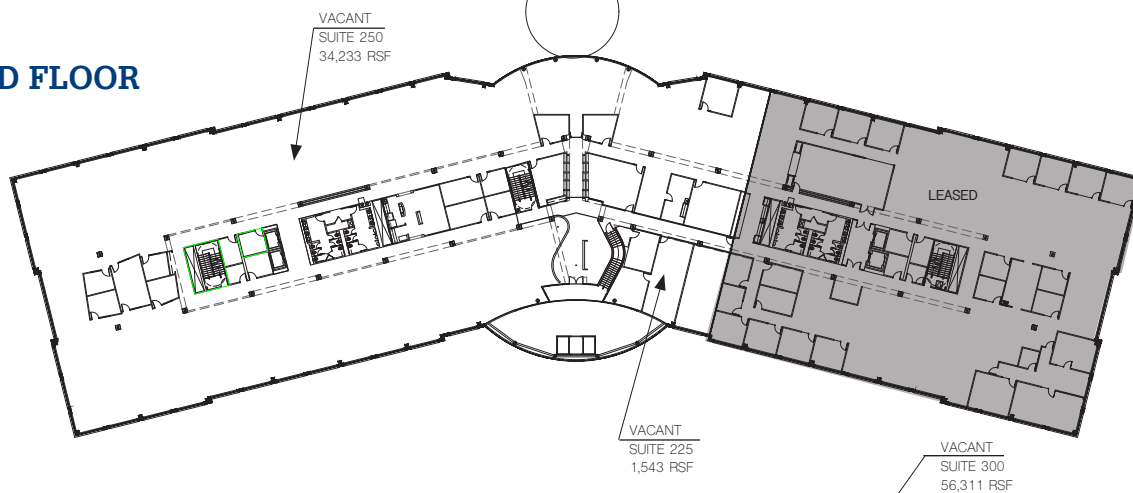 VACANT
SUITE 250
34,233 RSF
D FLOOR
LEASED
VACANT
SUITE 225
1,543 RSF
VACANT
SUITE 300
56,311 RSF